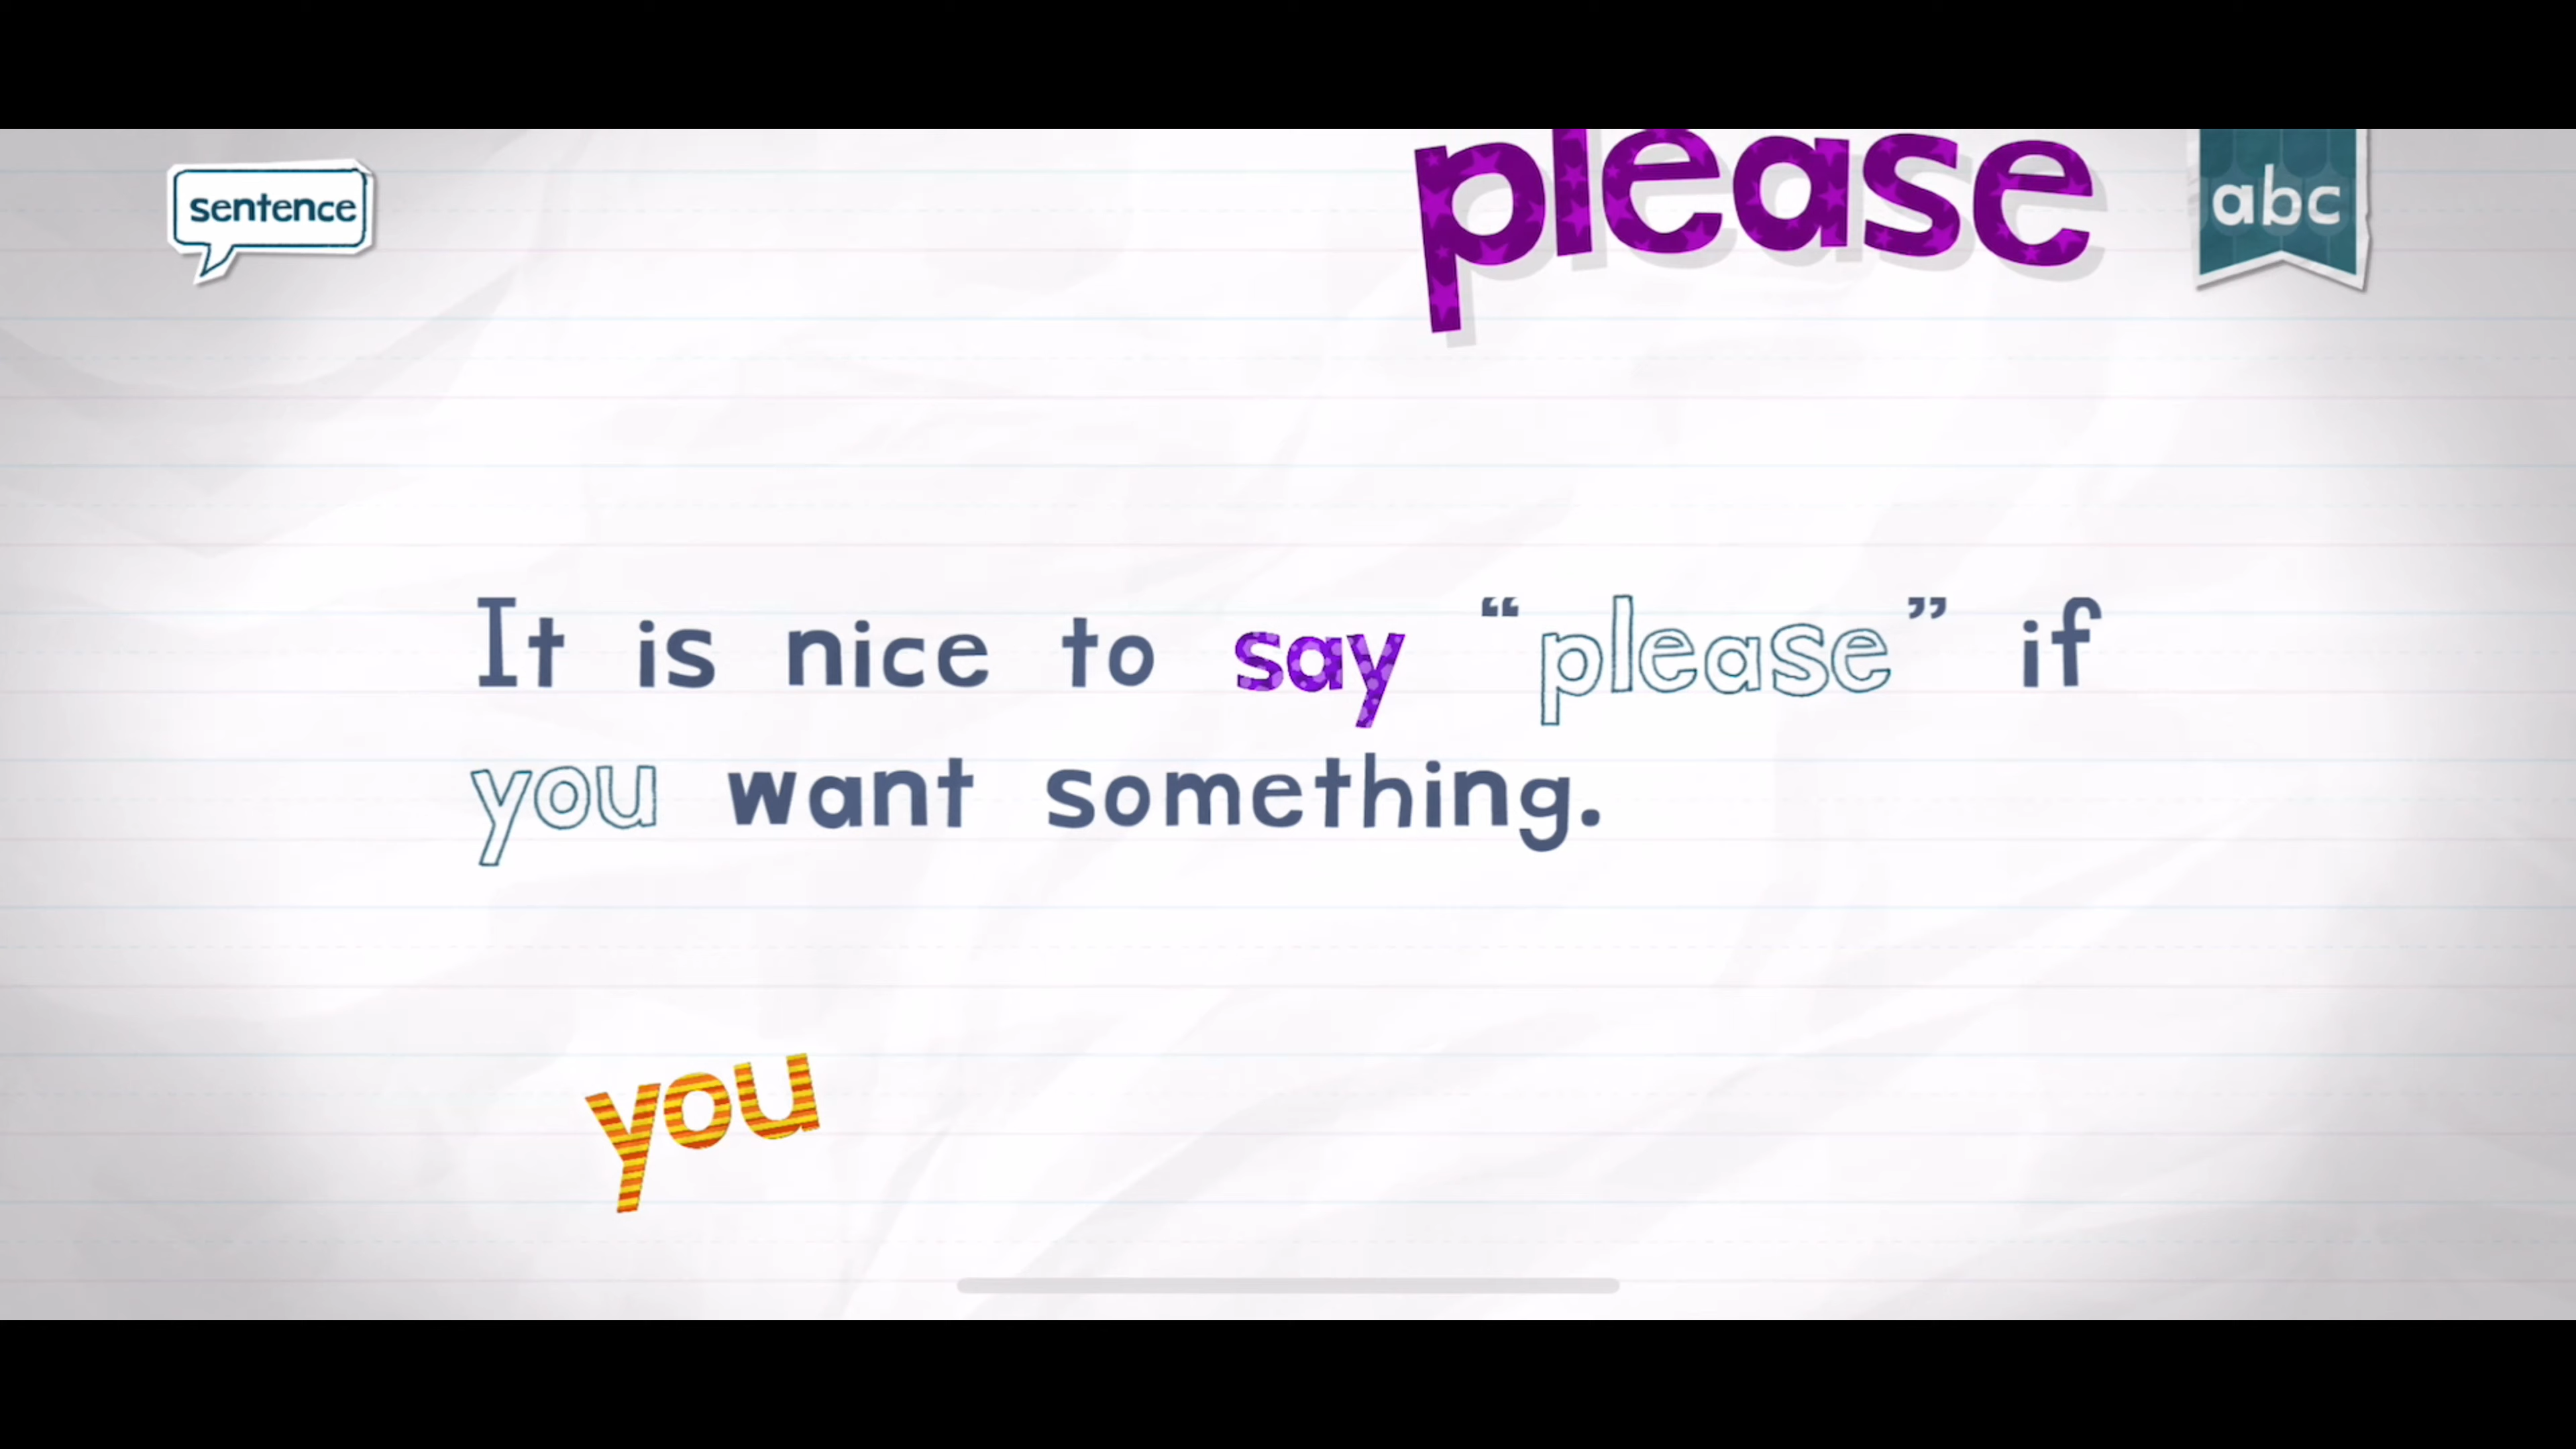 sentence
please
abc
It is nice to say “please” if
you want something.
you